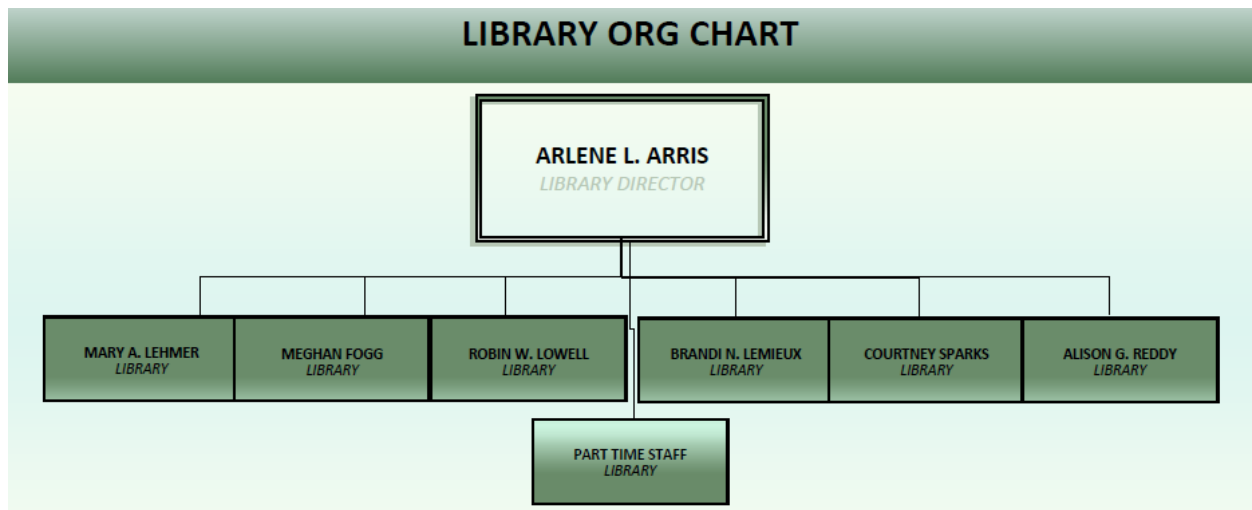 LIBRARY ORG CHART
ARLENE L. ARRIS
LIBRARY DIRECTOR
MARY A. LEHMER
LIBRARY
MEGHAN FOGG
LIBRARY
ROBIN W. LOWELL
LIBRARY
BRANDI N. LEMIEUX
LIBRARY
COURTNEY SPARKS
LIBRARY
ALISON G. REDDY
LIBRARY
PART TIME STAFF
LIBRARY